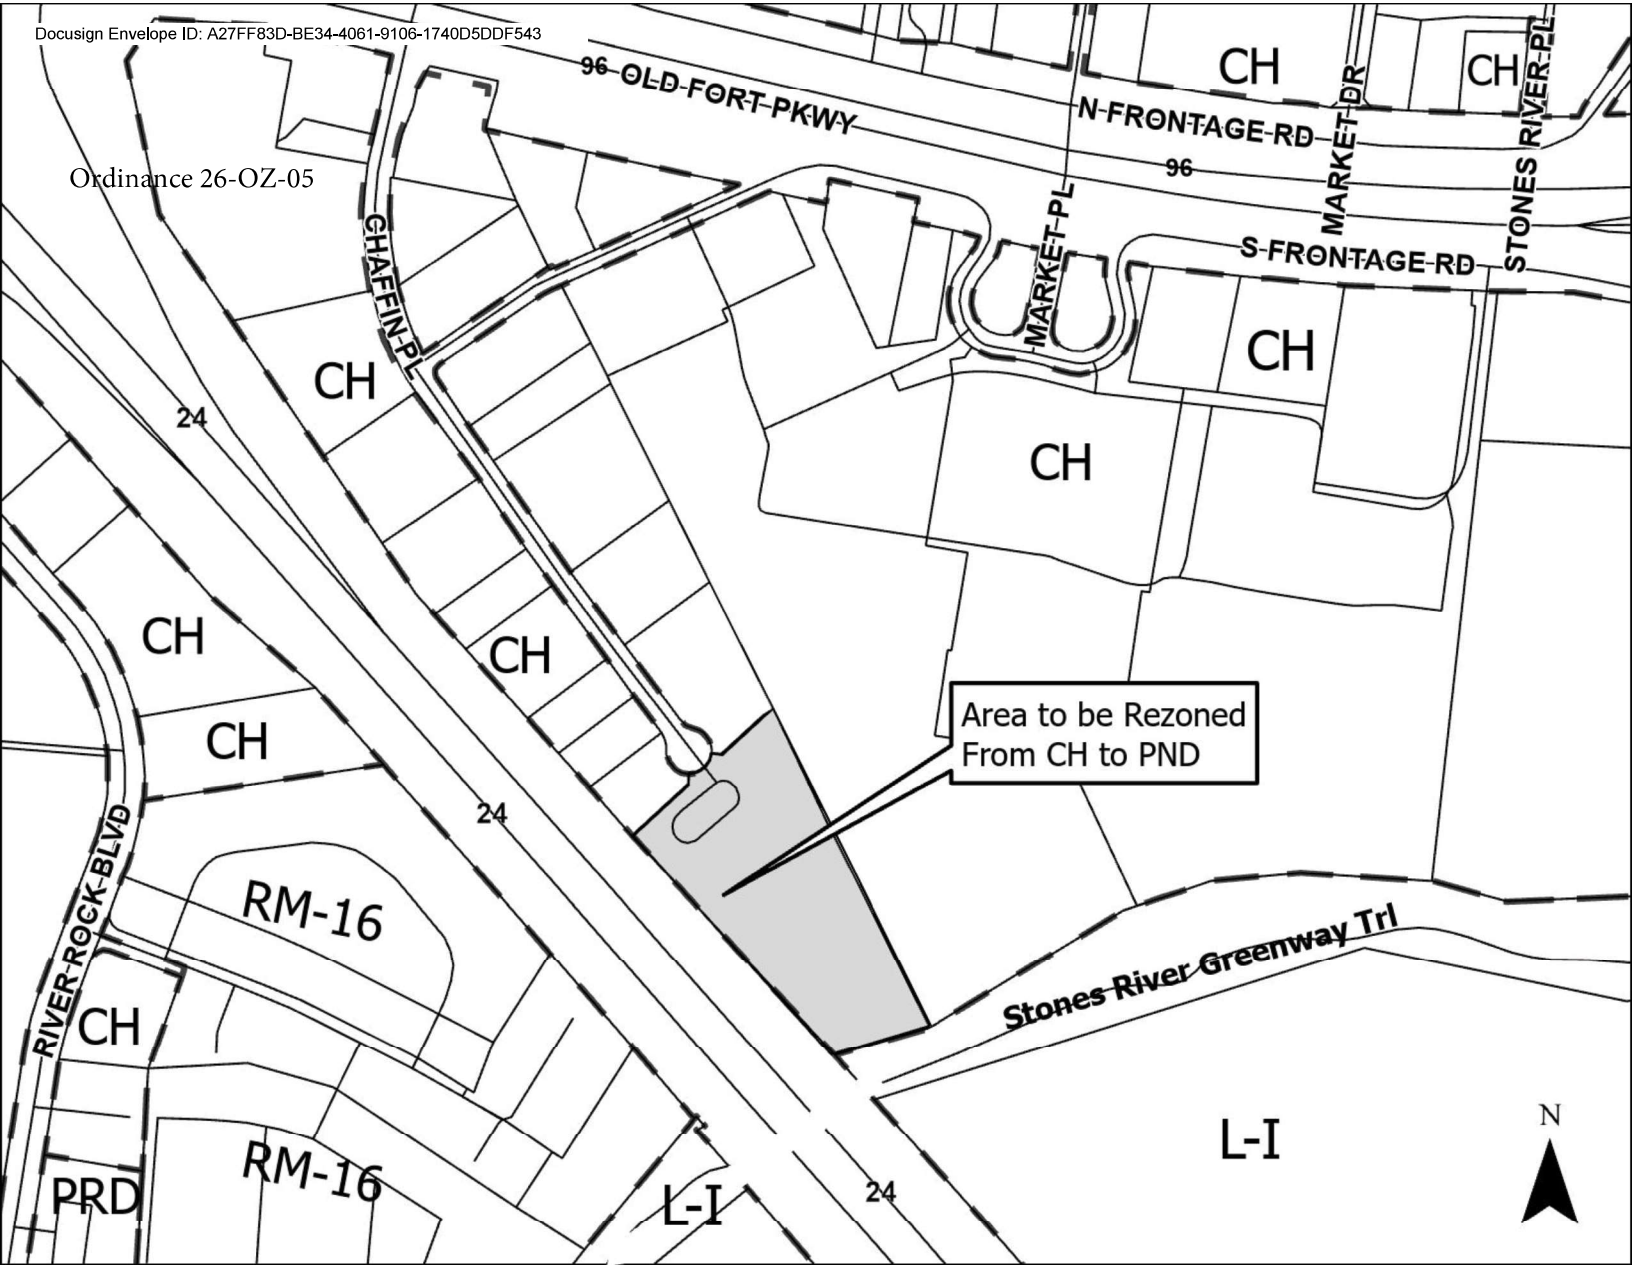 Docusign Envelope ID: A27FF83D-BE34-4061-9106-1740D5DDF543
Ordinance 26-OZ-05
96 OLD FORT PKWY
N FRONTAGE RD
96
CH
CH
MARKET DR
STONES RIVER PL
S FRONTAGE RD
MARKET PL
CHAFFIN PL
CH
CH
CH
24
CH
CH
CH
24
Area to be Rezoned
From CH to PND
RIVER ROCK BLVD
RM-16
Stones River Greenway Trl
CH
RM-16
PRD
L-I
24
L-I
N